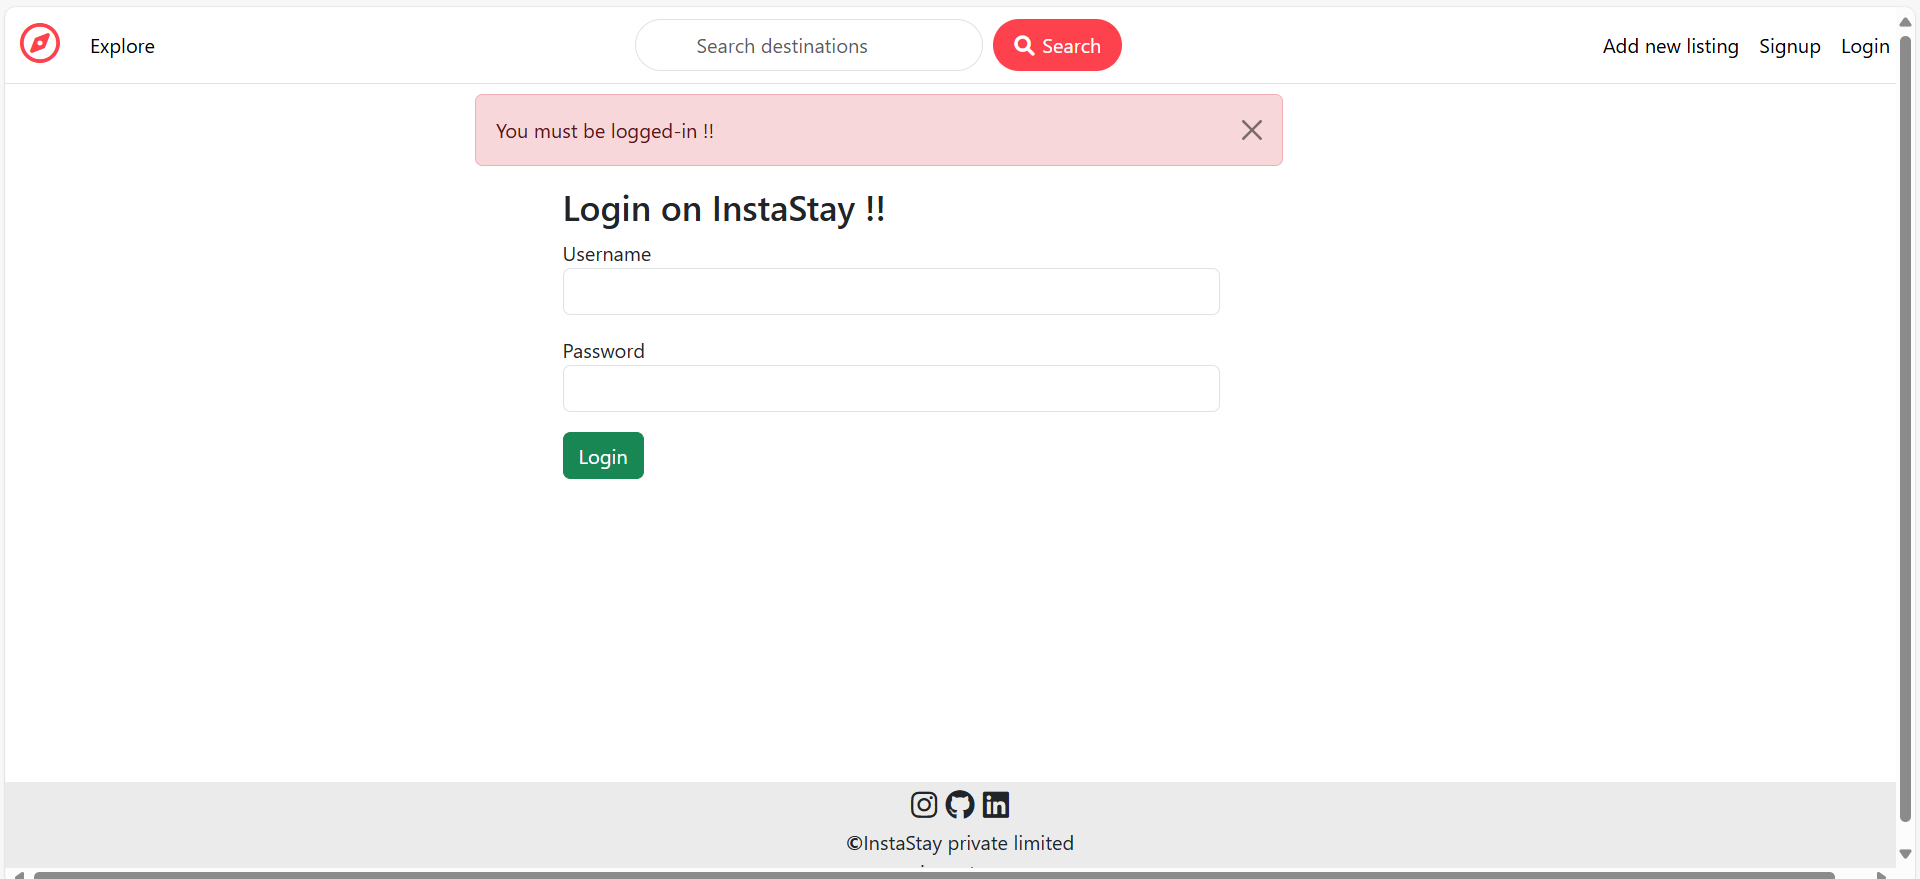 Explore
Search destinations
Search
Add new listing
Signup
Login
You must be logged-in !!
Login on InstaStay !!
Username
Password
Login
©InstaStay private limited